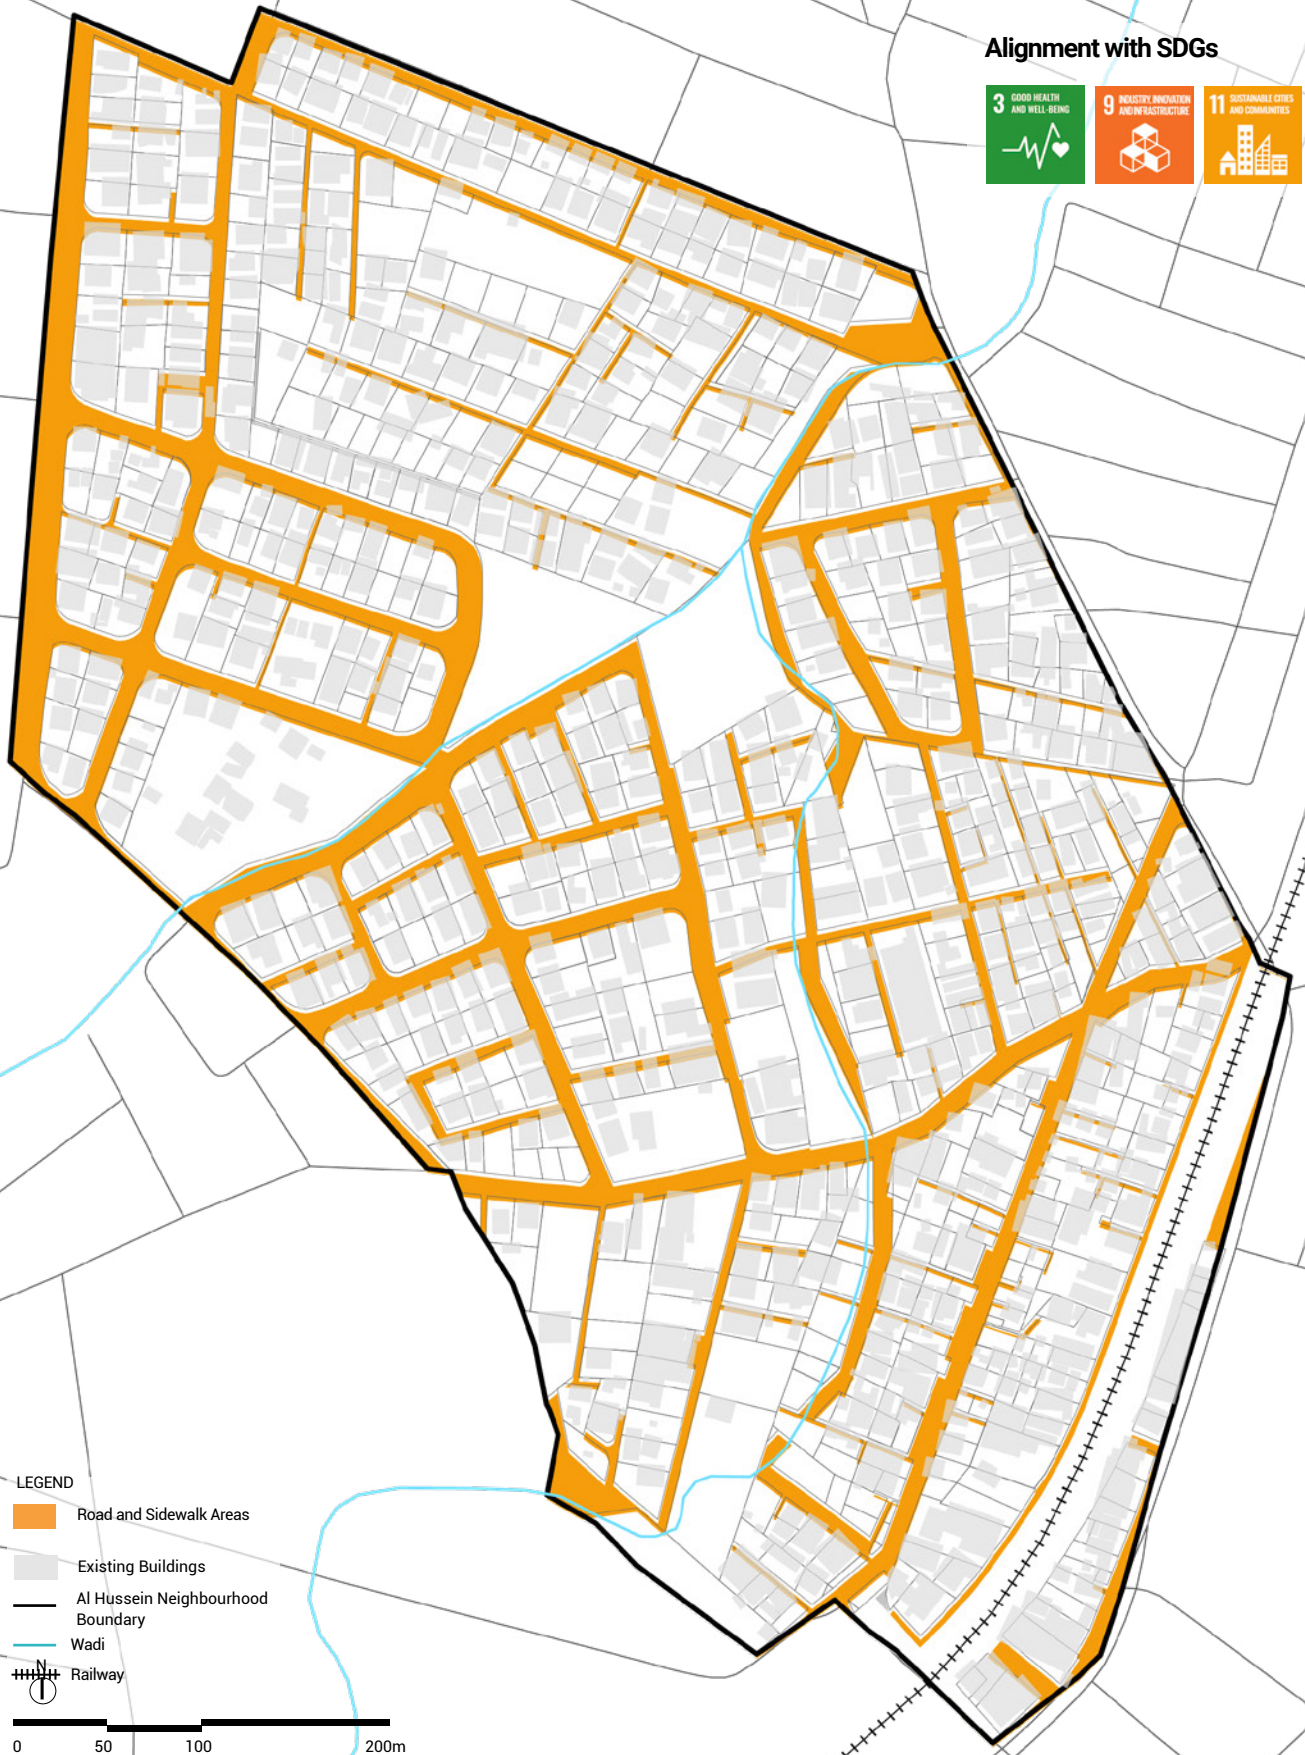 Alignment with SDGs
3 GOOD HEALTH
AND WELL-BEING
9 INDUSTRY, INNOVATION
AND INFRASTRUCTURE
11 SUSTAINABLE CITIES
AND COMMUNITIES
LEGEND
Road and Sidewalk Areas
Existing Buildings
Al Hussein Neighbourhood
Boundary
Wadi
Railway
N
0 50 100 200m